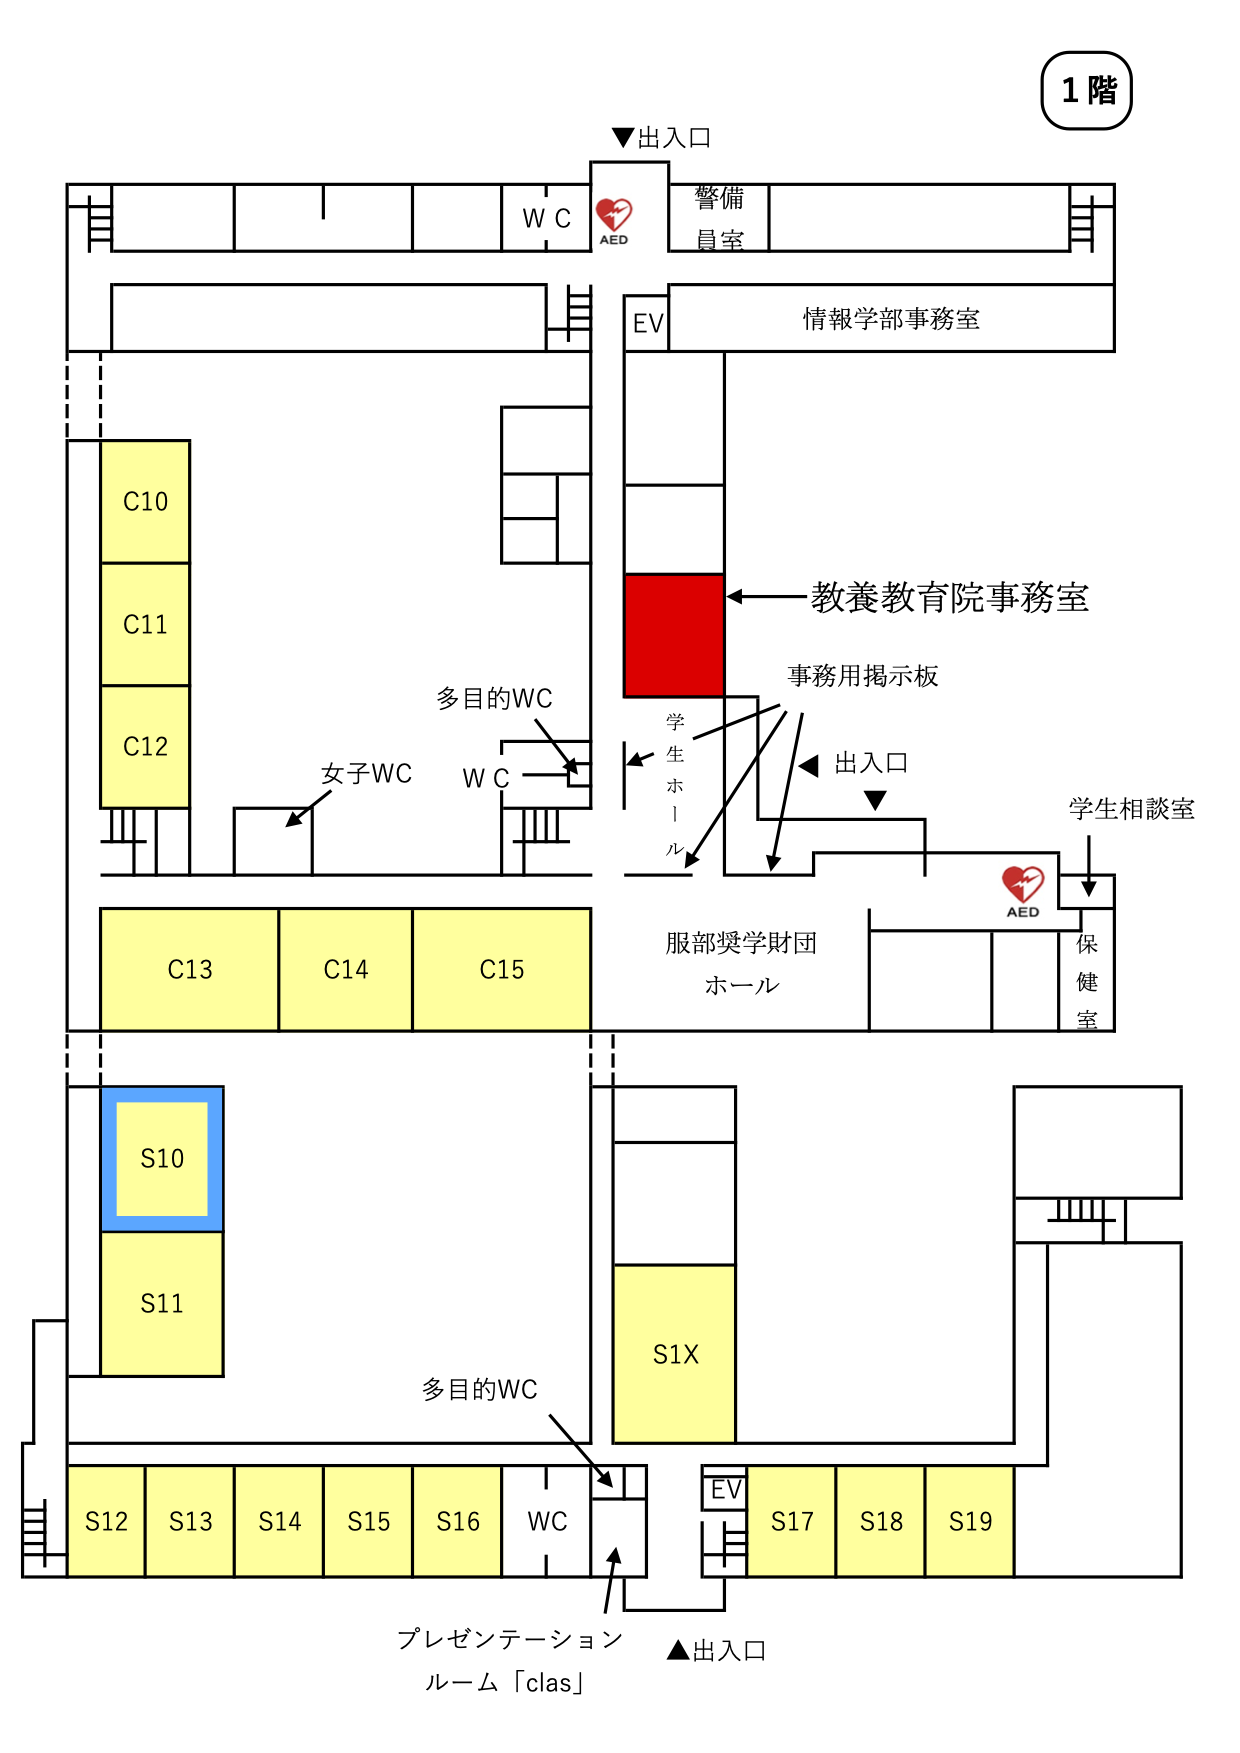 1 階
▼出入口
警備
員室
WC
AED
EV
情報学部事務室
C10
教養教育院事務室
C11
事務用掲示板
多目的WC
学生ホール
C12
女子WC
WC
◀ 出入口
▼
学生相談室
AED
C13
C14
C15
服部奨学財団
ホール
保健室
S10
S11
S1X
多目的WC
EV
S12
S13
S14
S15
S16
WC
S17
S18
S19
プレゼンテーション
ルーム「clas」
▲出入口